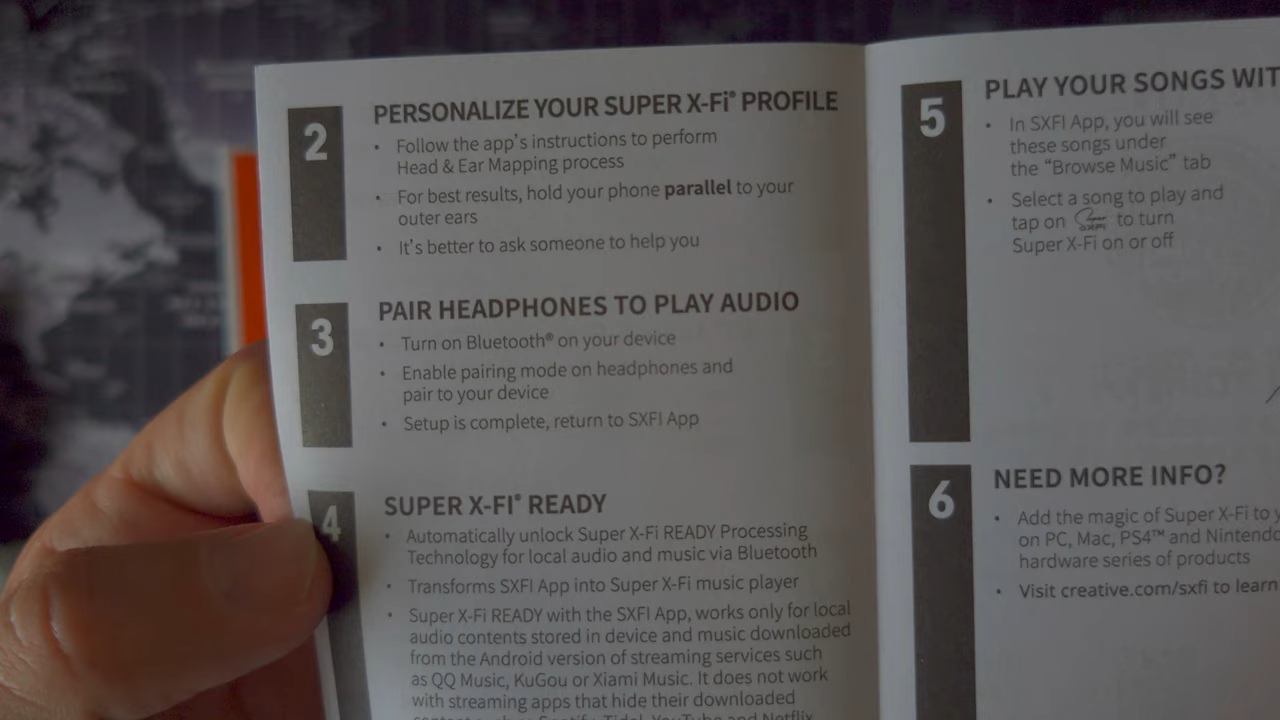 2
PERSONALIZE YOUR SUPER X-Fi® PROFILE
• Follow the app's instructions to perform
Head & Ear Mapping process
• For best results, hold your phone parallel to your
outer ears
• It's better to ask someone to help you
3
PAIR HEADPHONES TO PLAY AUDIO
• Turn on Bluetooth® on your device
• Enable pairing mode on headphones and
pair to your device
• Setup is complete, return to SXFI App
4
SUPER X-FI® READY
• Automatically unlock Super X-Fi READY Processing
Technology for local audio and music via Bluetooth
• Transforms SXFI App into Super X-Fi music player
• Super X-Fi READY with the SXFI App, works only for local
audio contents stored in device and music downloaded
from the Android version of streaming services such
as QQ Music, KuGou or Xiami Music. It does not work
with streaming apps that hide their downloaded
content such as Spotify, Tidal, YouTube and Netflix
5
PLAY YOUR SONGS WIT
• In SXFI App, you will see
these songs under
the “Browse Music” tab
• Select a song to play and
tap on to turn
Super X-Fi on or off
6
NEED MORE INFO?
• Add the magic of Super X-Fi to
on PC, Mac, PS4™ and Nintendo
hardware series of products
• Visit creative.com/sxfi to learn